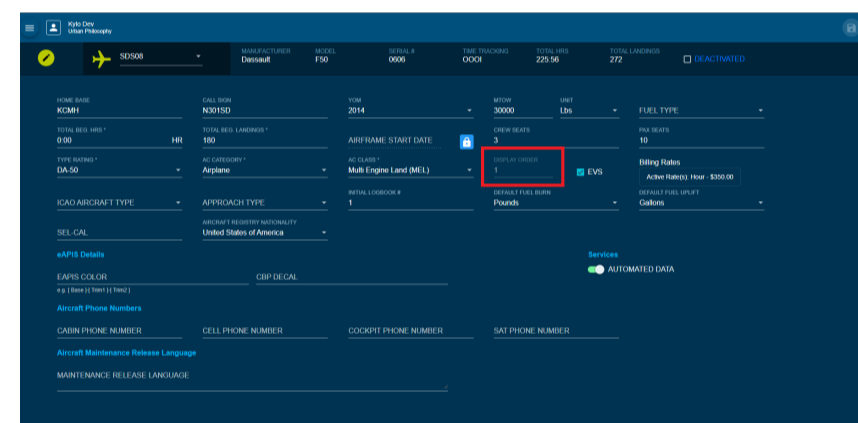 Kylo Dev
Urban Philosophy
SDS08
MANUFACTURER MODEL SERIAL # TIME TRACKING TOTAL HRS TOTAL LANDINGS
Dassault F50 0606 OOOI 225:56 272 DEACTIVATED
HOME BASE CALL SIGN YOM MTOW UNIT
KCMH N301SD 2014 30000 Lbs FUEL TYPE
TOTAL BEG. HRS * TOTAL BEG. LANDINGS * CREW SEATS PAX SEATS
0:00 HR 180 AIRFRAME START DATE 3 10
TYPE RATING * AC CATEGORY * AC CLASS * DISPLAY ORDER Billing Rates
DA-50 Airplane Multi Engine Land (MEL) 1 EVS
Active Rate(s): Hour - $350.00
INITIAL LOGBOOK # DEFAULT FUEL BURN DEFAULT FUEL UPLIFT
ICAO AIRCRAFT TYPE APPROACH TYPE 1 Pounds Gallons
AIRCRAFT REGISTRY NATIONALITY
SEL-CAL United States of America
eAPIS Details Services
EAPIS COLOR CBP DECAL AUTOMATED DATA
e.g. [ Base ] [ Trim1 ] [ Trim2 ]
Aircraft Phone Numbers
CABIN PHONE NUMBER CELL PHONE NUMBER COCKPIT PHONE NUMBER SAT PHONE NUMBER
Aircraft Maintenance Release Language
MAINTENANCE RELEASE LANGUAGE